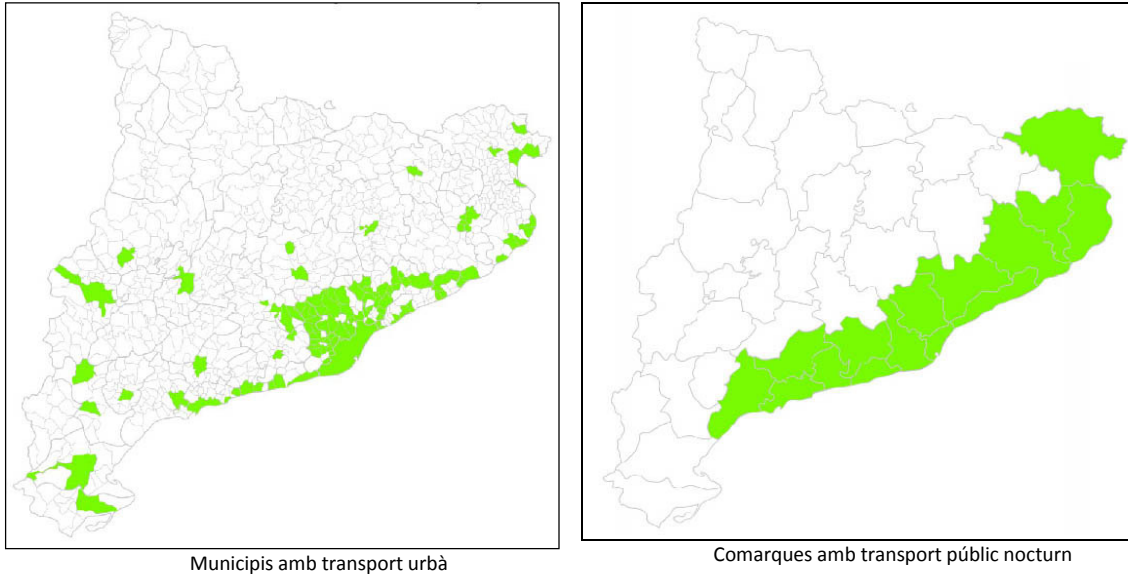 Municipis amb transport urbà
Comarques amb transport públic nocturn